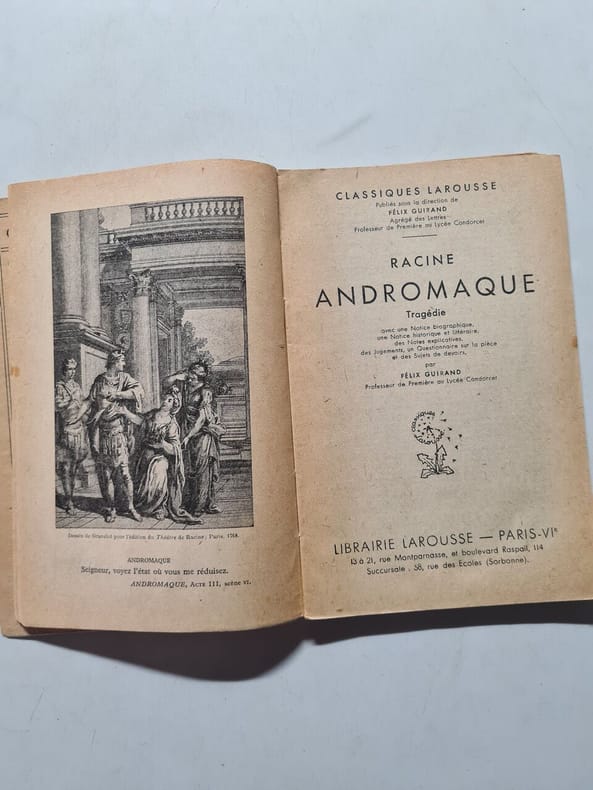 Dessin de Gravelot pour l'édition du Théâtre de Racine; Paris, 1768.
ANDROMAQUE
Seigneur, voyez l'état où vous me réduisez.
ANDROMAQUE, ACTE III, scène VI.
CLASSIQUES LAROUSSE
Publiés sous la direction de
FÉLIX GUIRAND
Agrégé des Lettres
Professeur de Première au Lycée Condorcet
RACINE
ANDROMAQUE
Tragédie
avec une Notice biographique,
une Notice historique et littéraire,
des Notes explicatives,
des Jugements, un Questionnaire sur la pièce
et des Sujets de devoirs,
par
FÉLIX GUIRAND
Professeur de Première au Lycée Condorcet
CLASSIQUES
LAROUSSE
LIBRAIRIE LAROUSSE — PARIS-VIe
13 à 21, rue Montparnasse, et boulevard Raspail, 114
Succursale : 58, rue des Écoles (Sorbonne).